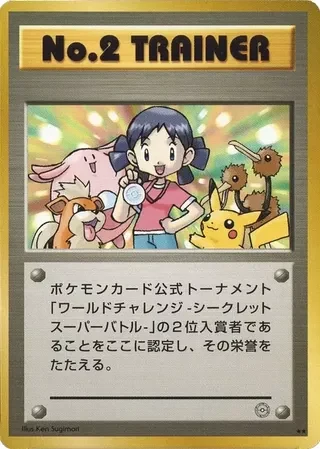 No.2 TRAINER
ポケモンカード公式トーナメント
「ワールドチャレンジ -シークレット
スーパーバトル-」の2位入賞者であ
ることをここに認定し、その栄誉を
たたえる。
Illus. Ken Sugimori